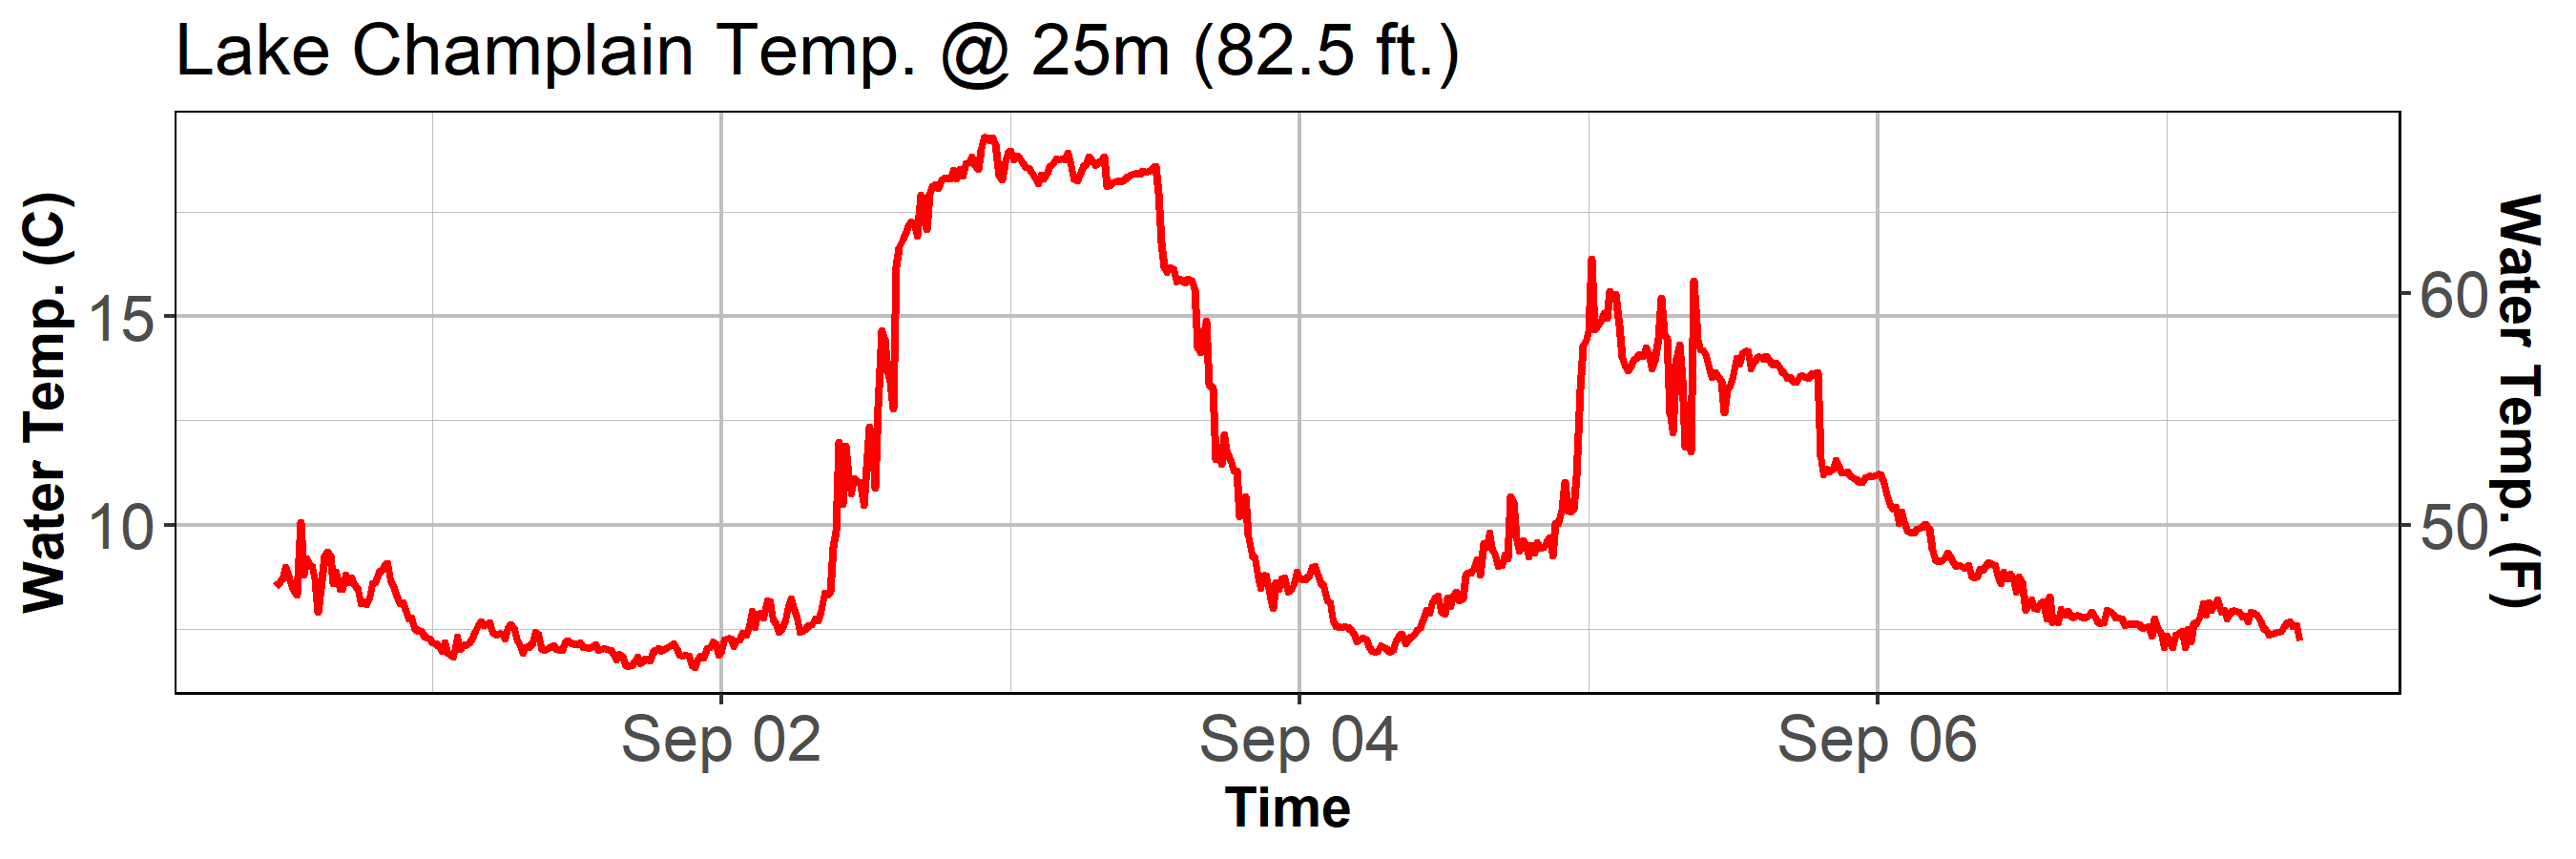 Lake Champlain Temp. @ 25m (82.5 ft.)
Water Temp. (C)
15
10
60
50
Water Temp. (F)
Sep 02
Sep 04
Sep 06
Time